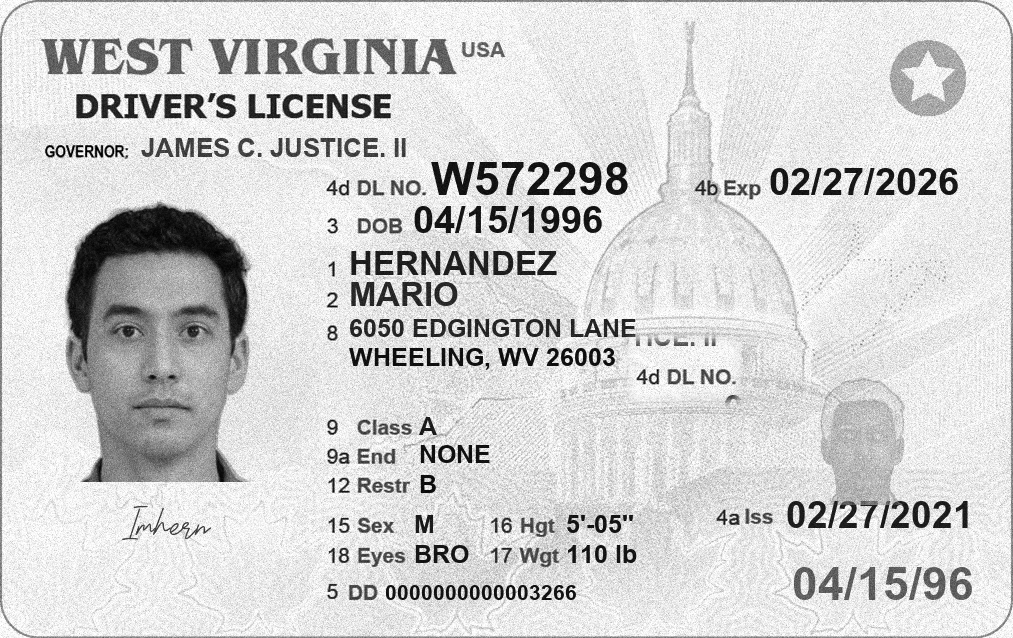 WEST VIRGINIA USA
DRIVER'S LICENSE
GOVERNOR: JAMES C. JUSTICE. II
4d DL NO. W572298 4b Exp 02/27/2026
3 DOB 04/15/1996
1 HERNANDEZ
2 MARIO
8 6050 EDGINGTON LANE
WHEELING, WV 26003
TICE. II
4d DL NO.
9 Class A
9a End NONE
12 Restr B
15 Sex M 16 Hgt 5'-05"
4a Iss 02/27/2021
18 Eyes BRO 17 Wgt 110 lb
5 DD 0000000000003266
04/15/96
Imhern